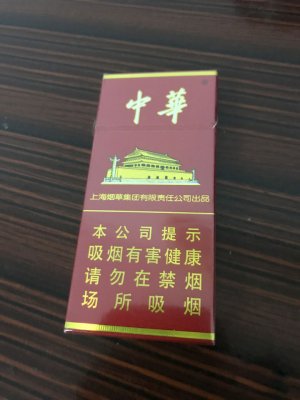 中華
上海烟草集团有限责任公司出品
本公司提示
吸烟有害健康
请勿在禁烟
场所吸烟